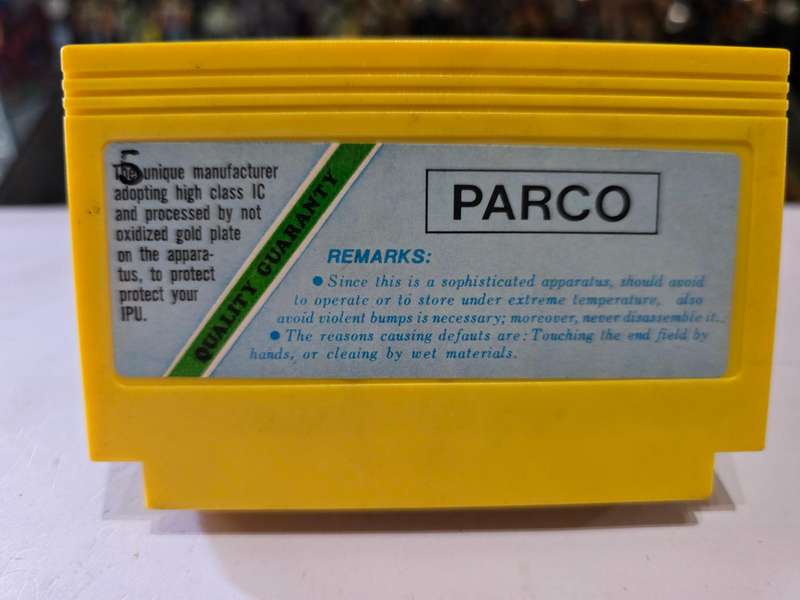 5
The unique manufacturer
adopting high class IC
and processed by not
oxidized gold plate
on the appara-
tus, to protect
protect your
IPU.
QUALITY GUARANTY
PARCO
REMARKS:
● Since this is a sophisticated apparatus, should avoid
to operate or to store under extreme temperature, also
avoid violent bumps is necessary; moreover, never disassemble it.
● The reasons causing defauts are: Touching the end field by
hands, or cleaing by wet materials.